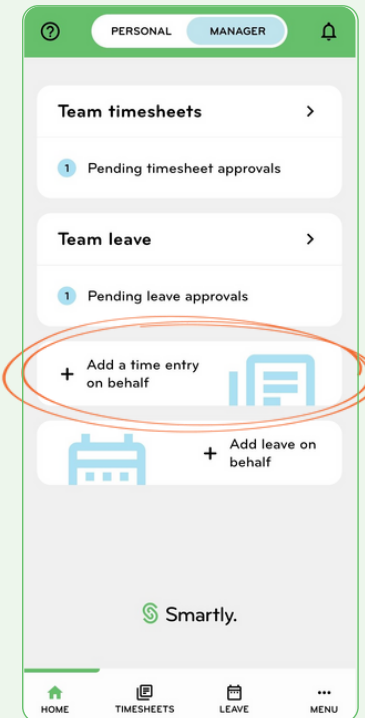 PERSONAL
MANAGER
Team timesheets
1 Pending timesheet approvals
Team leave
1 Pending leave approvals
+ Add a time entry
on behalf
+ Add leave on
behalf
Smartly.
HOME
TIMESHEETS
LEAVE
MENU